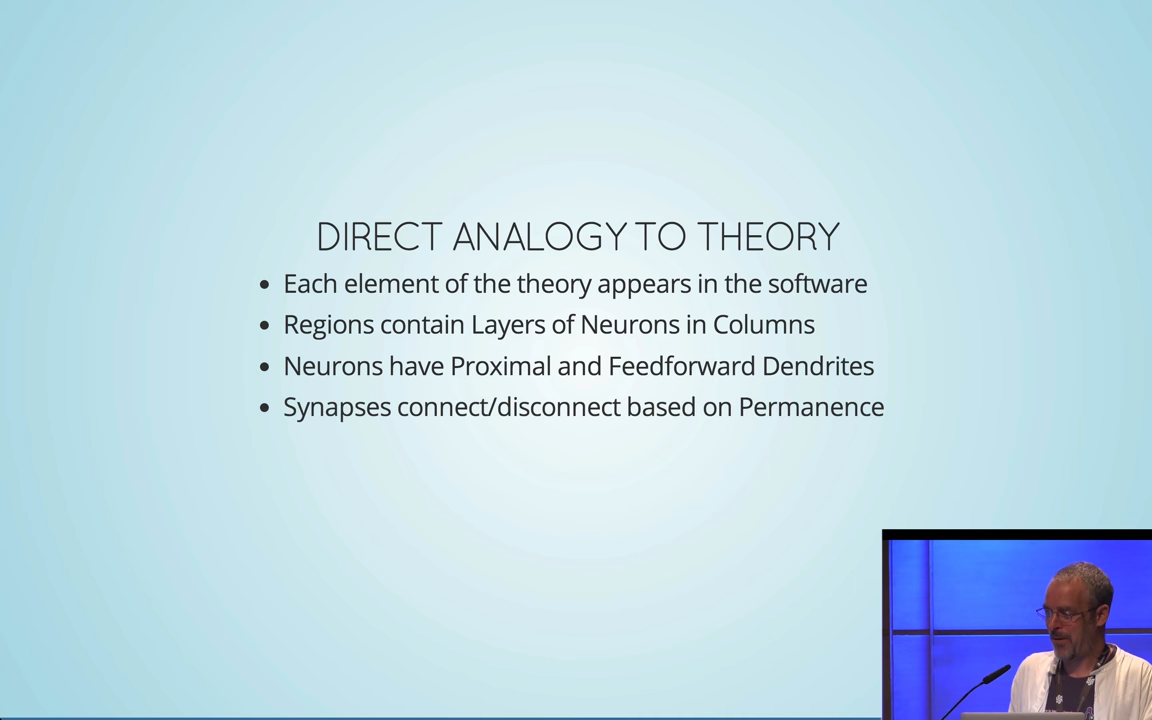 DIRECT ANALOGY TO THEORY
Each element of the theory appears in the software
Regions contain Layers of Neurons in Columns
Neurons have Proximal and Feedforward Dendrites
Synapses connect/disconnect based on Permanence